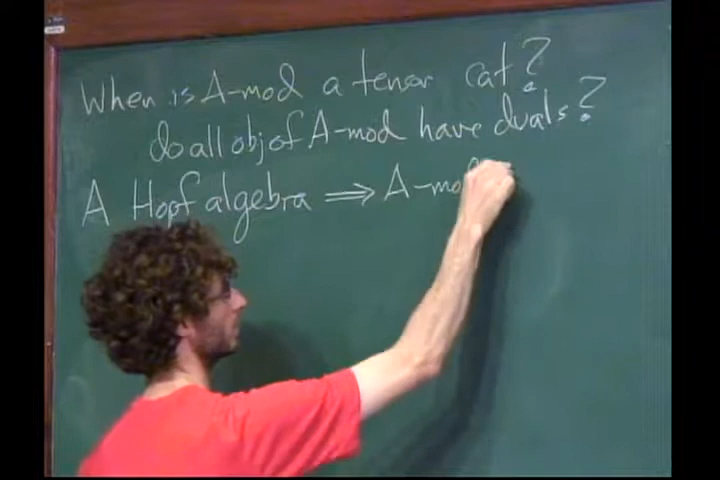 When is A-mod a tensor cat?
do all obj of A-mod have duals?
A Hopf algebra ⟹ A-mod